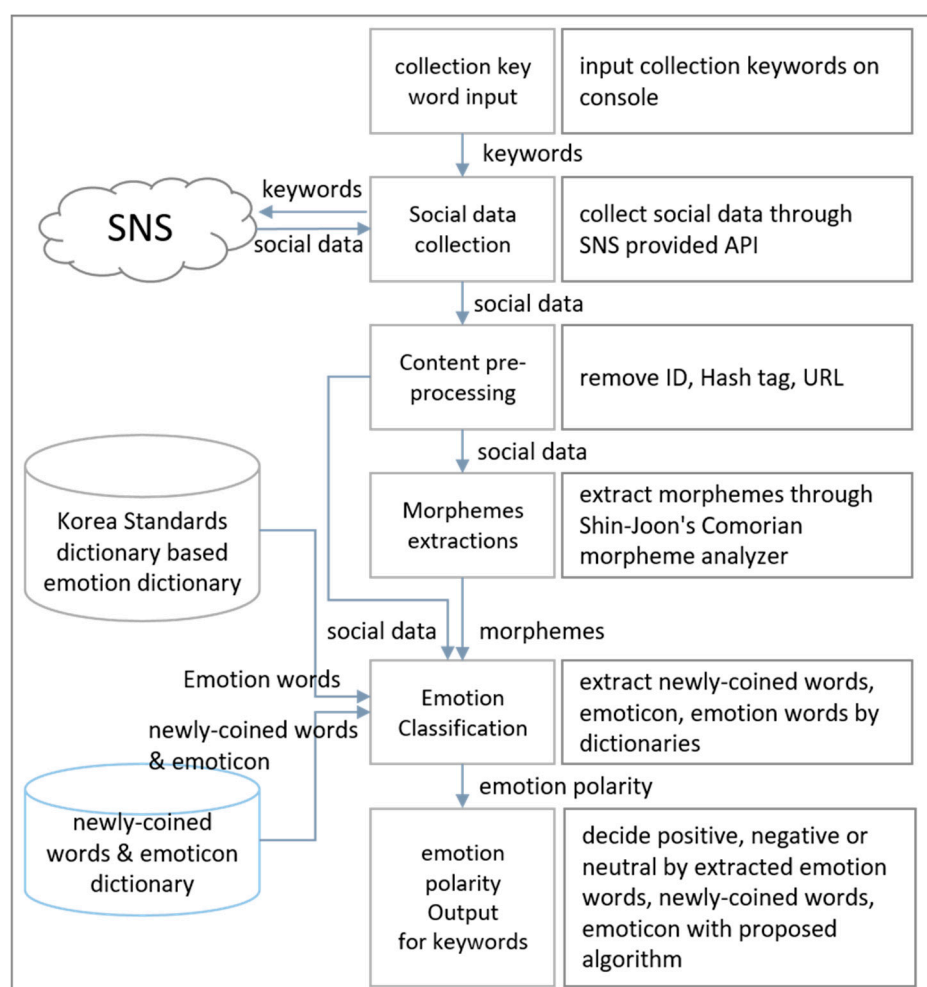 collection key
word input
input collection keywords on
console
keywords
SNS
keywords
social data
Social data
collection
collect social data through
SNS provided API
social data
Content pre-
processing
remove ID, Hash tag, URL
social data
Korea Standards
dictionary based
emotion dictionary
Morphemes
extractions
extract morphemes through
Shin-Joon's Comorian
morpheme analyzer
social data
morphemes
Emotion words
newly-coined words
& emoticon
Emotion
Classification
extract newly-coined words,
emoticon, emotion words by
dictionaries
emotion polarity
newly-coined
words & emoticon
dictionary
emotion
polarity
Output
for keywords
decide positive, negative or
neutral by extracted emotion
words, newly-coined words,
emoticon with proposed
algorithm